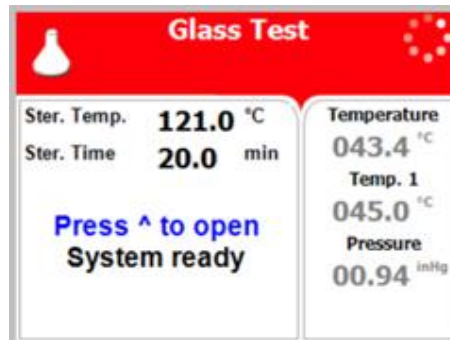 Glass Test
Ster. Temp. 121.0 °C
Ster. Time 20.0 min
Press ^ to open
System ready
Temperature
043.4 °C
Temp. 1
045.0 °C
Pressure
00.94 inHg